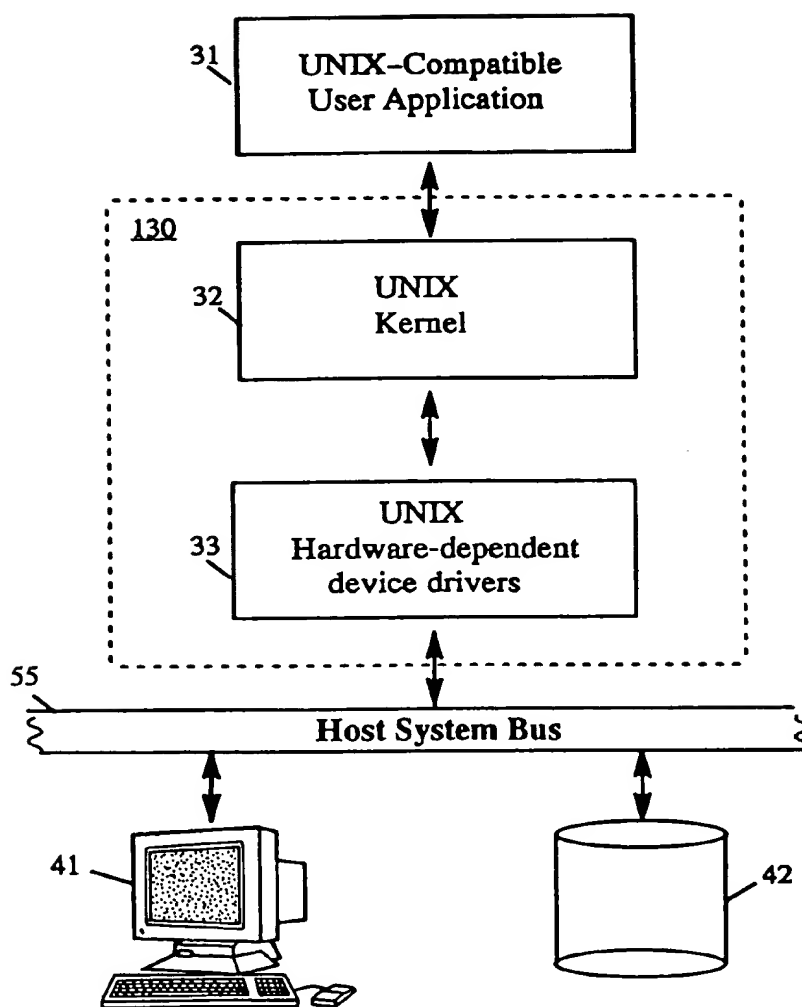 31
UNIX-Compatible
User Application
130
32
UNIX
Kernel
33
UNIX
Hardware-dependent
device drivers
55
Host System Bus
41
42